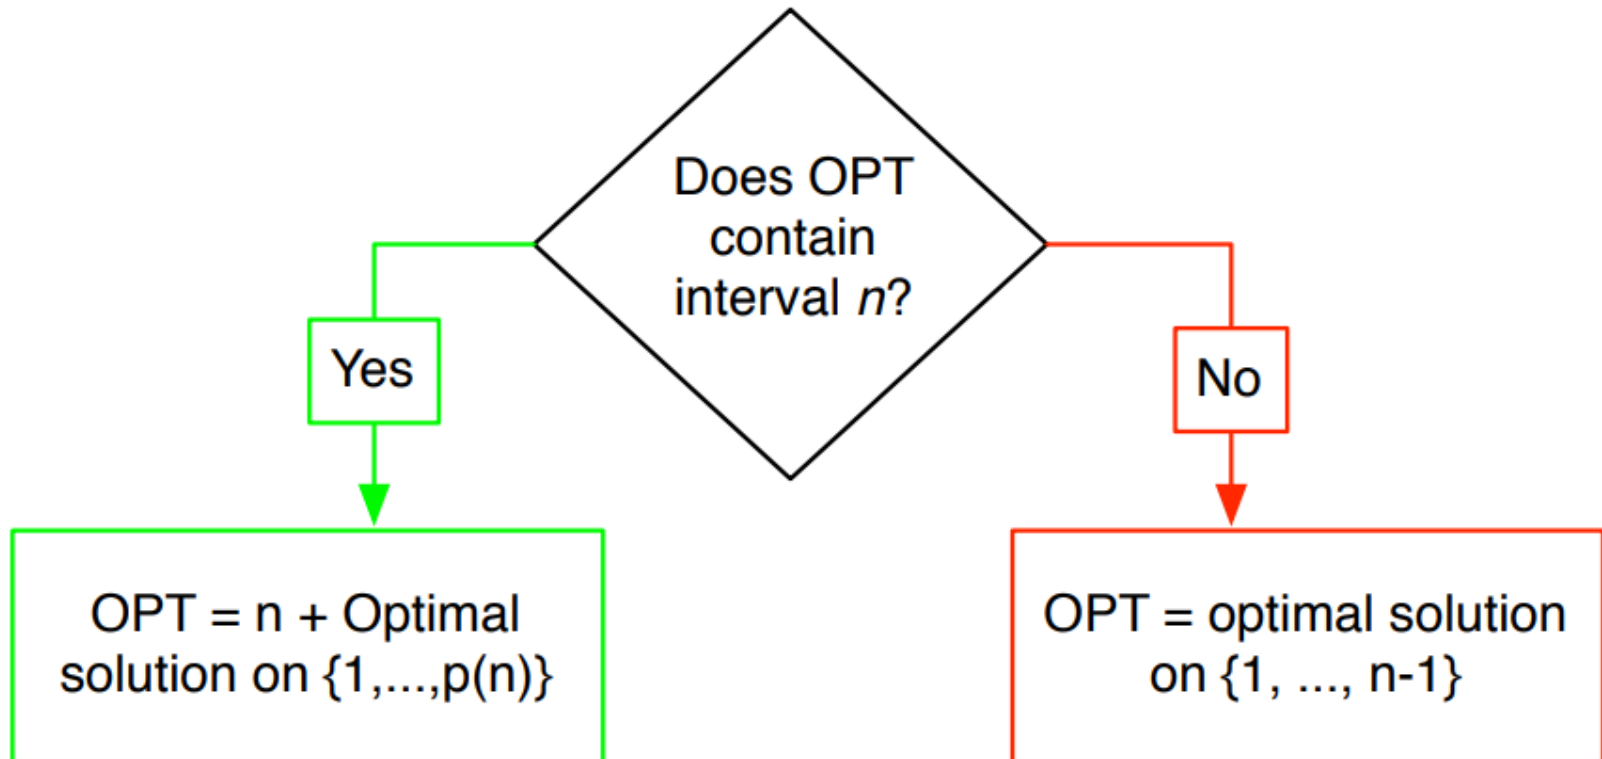 Does OPT
contain
interval n?
Yes
No
OPT = n + Optimal
solution on {1,...,p(n)}
OPT = optimal solution
on {1, ..., n-1}